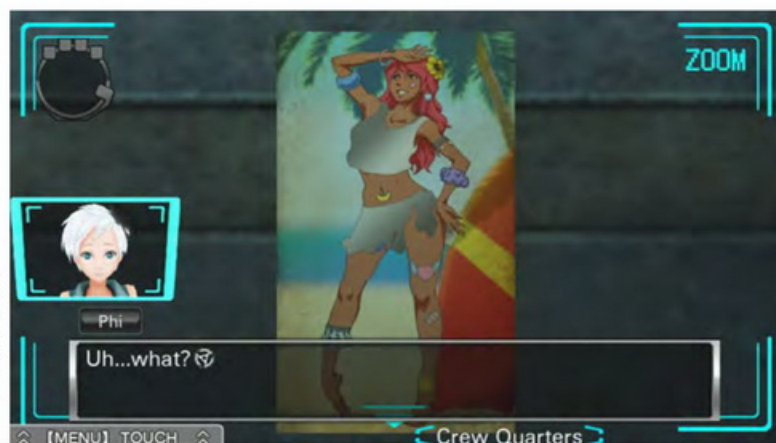 ZOOM
Phi
Uh...what?
【MENU】 TOUCH
Crew Quarters